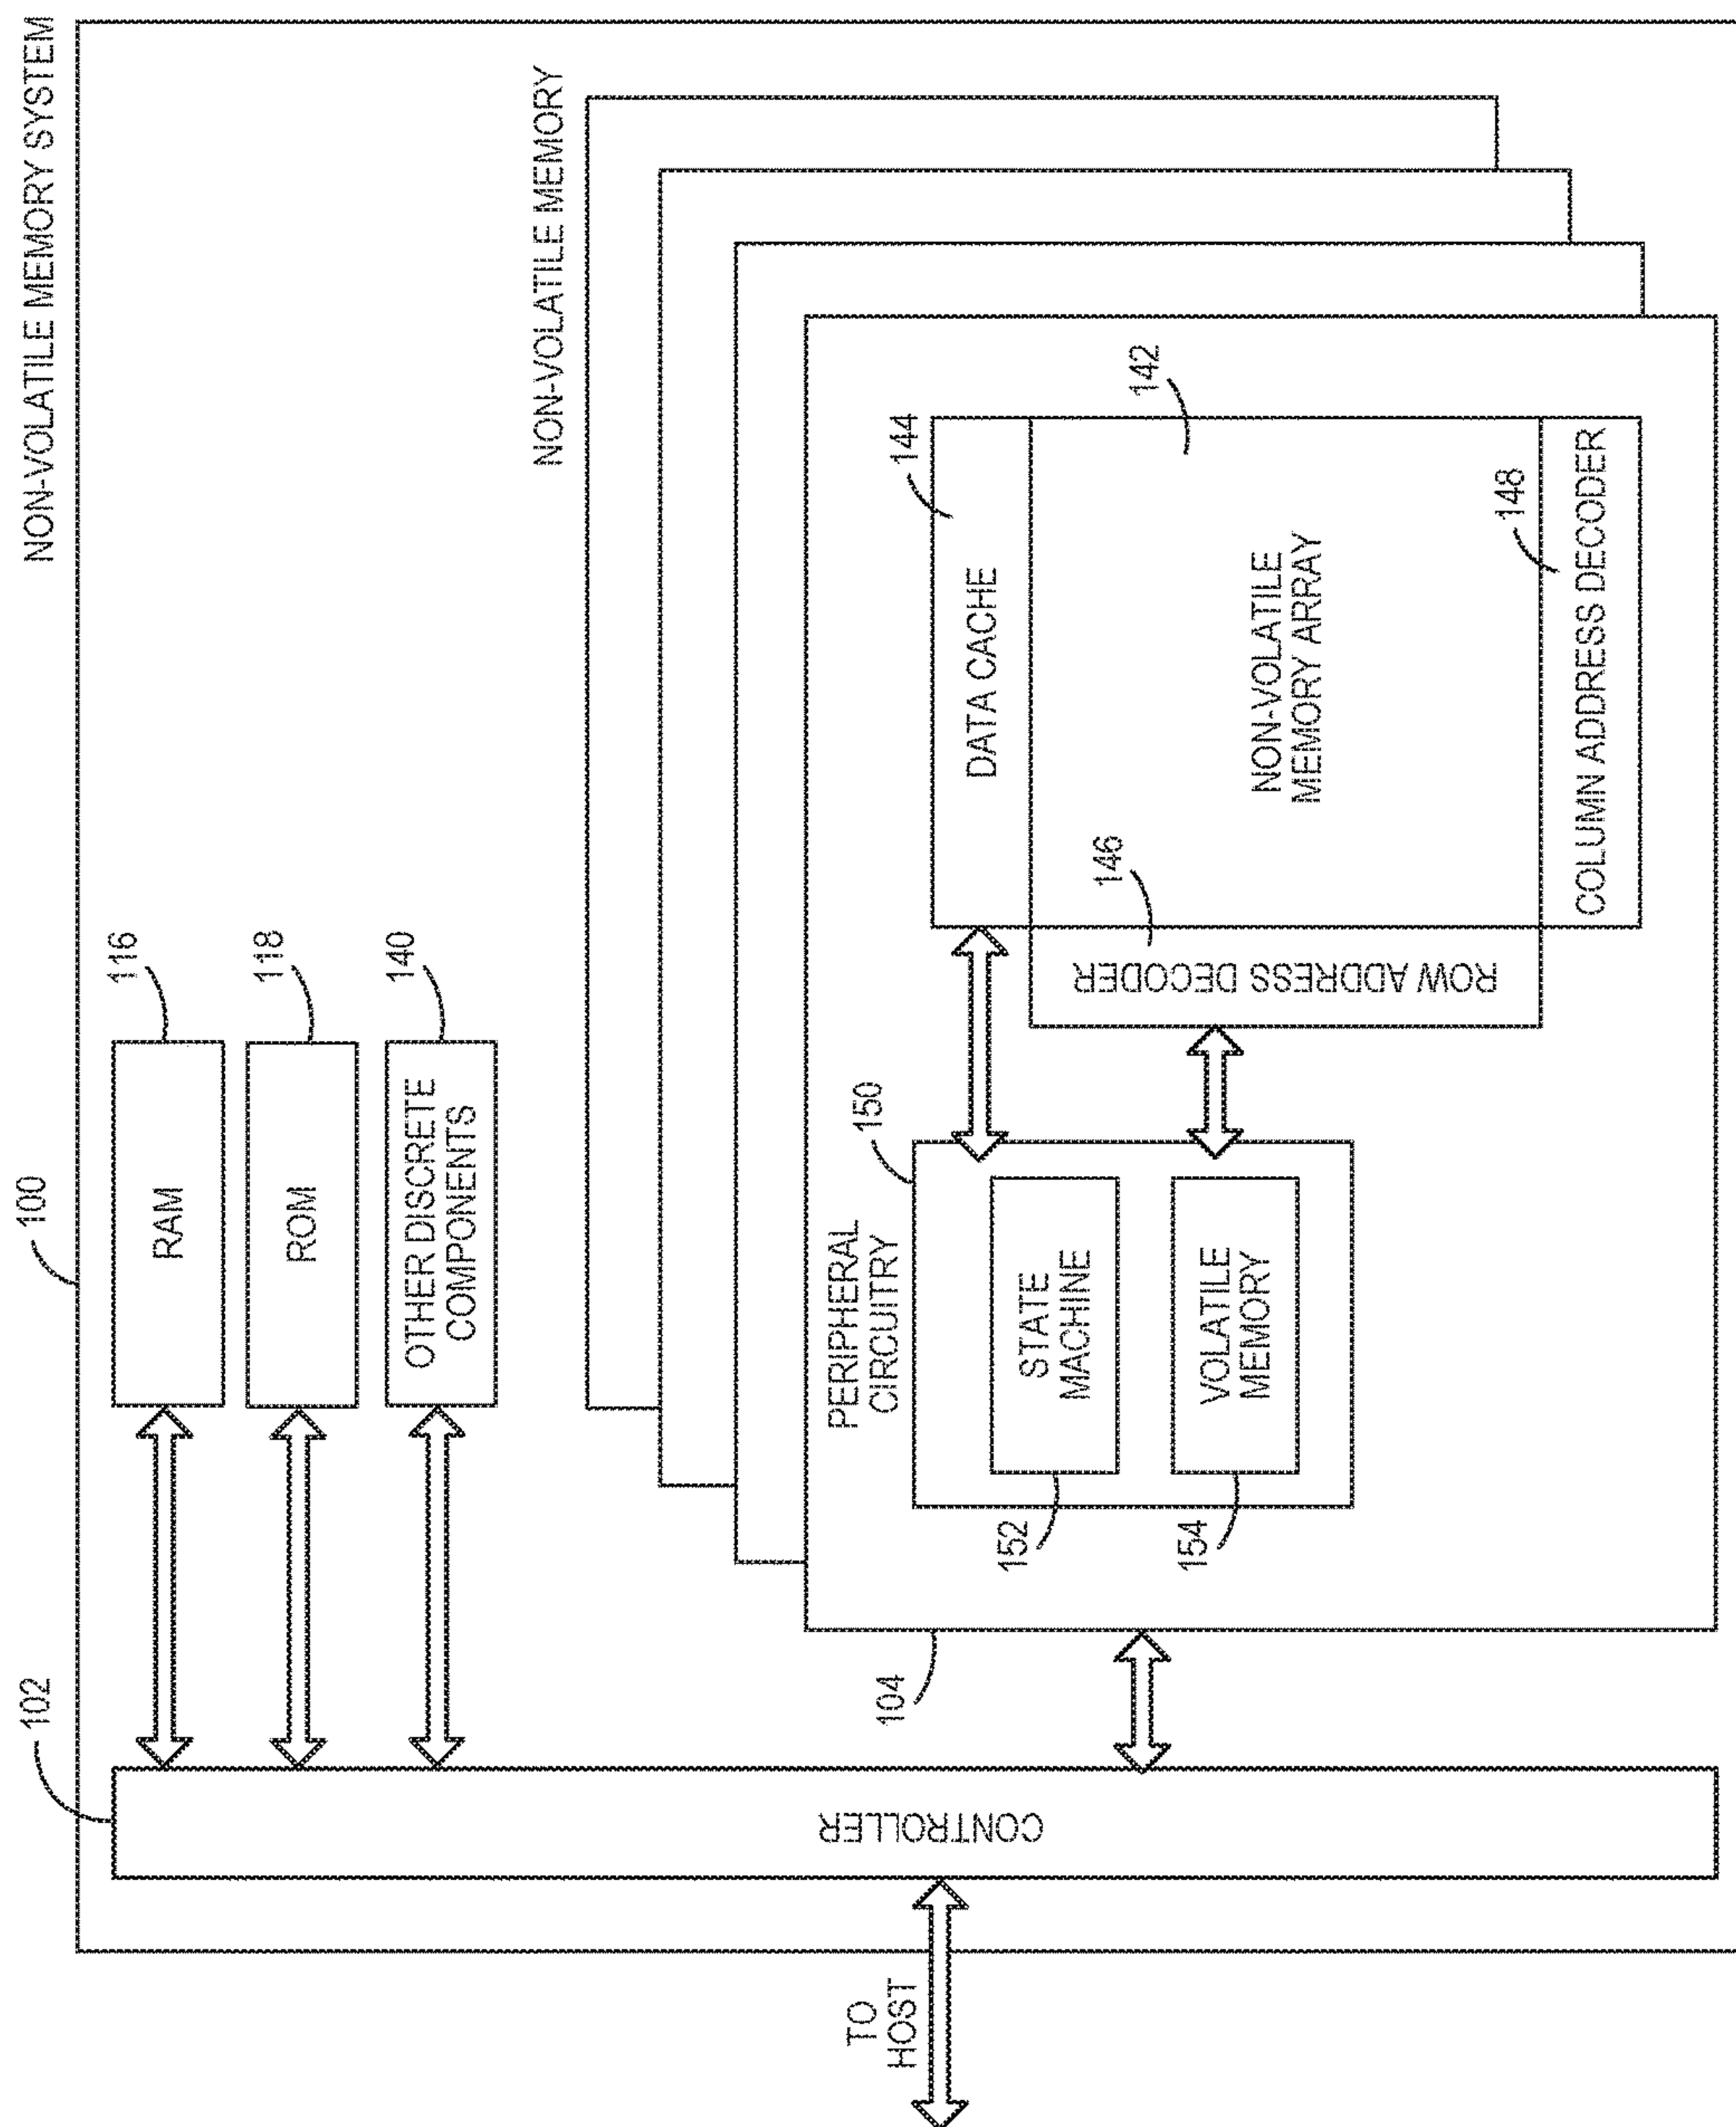 NON-VOLATILE MEMORY SYSTEM
100
102
RAM
116
ROM
118
OTHER DISCRETE
COMPONENTS
140
NON-VOLATILE MEMORY
TO
HOST
CONTROLLER
104
PERIPHERAL
CIRCUITRY
150
STATE
MACHINE
152
VOLATILE
MEMORY
154
DATA CACHE
144
ROW ADDRESS DECODER
146
NON-VOLATILE
MEMORY ARRAY
142
COLUMN ADDRESS DECODER
148